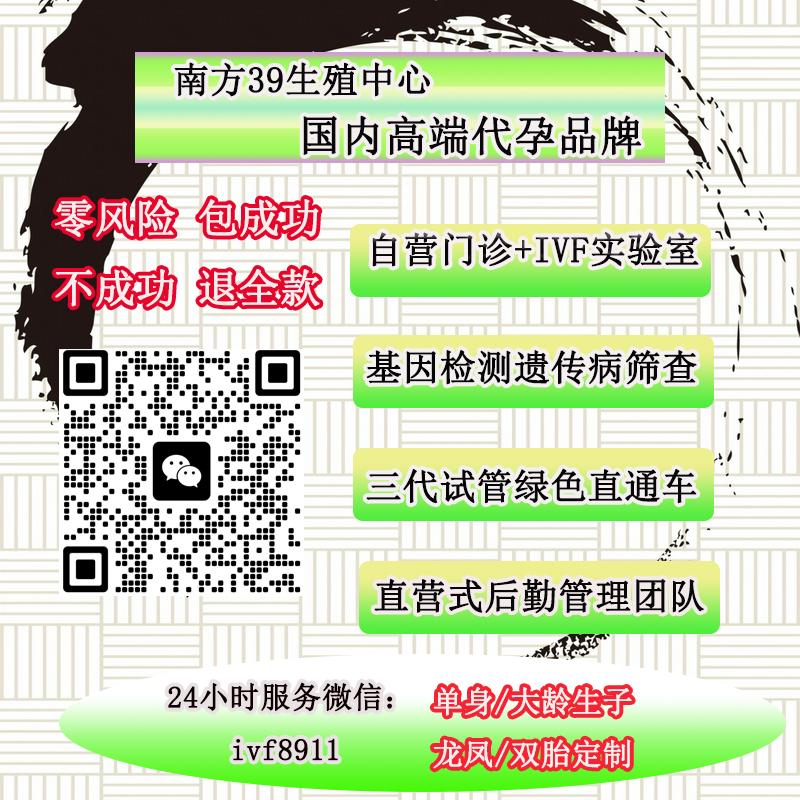 南方39生殖中心
国内高端代孕品牌
零风险 包成功
不成功 退全款
自营门诊+IVF实验室
基因检测遗传病筛查
三代试管绿色直通车
直营式后勤管理团队
24小时服务微信：
ivf8911
单身/大龄生子
龙凤/双胎定制